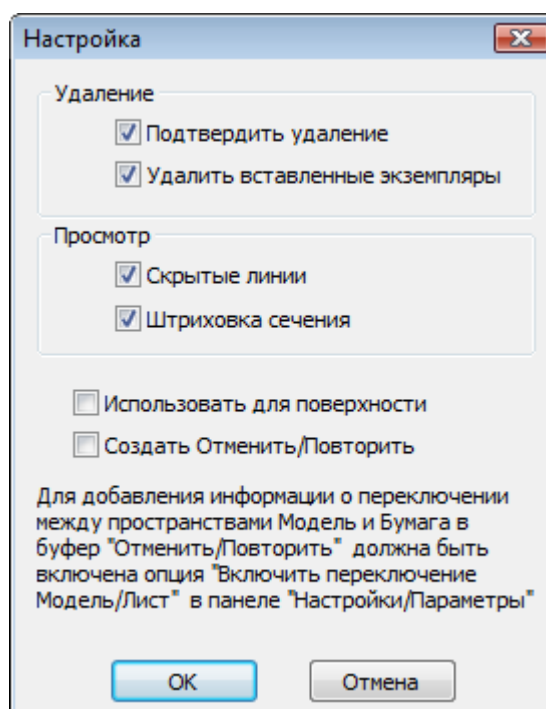 Настройка
Удаление
Подтвердить удаление
Удалить вставленные экземпляры
Просмотр
Скрытые линии
Штриховка сечения
Использовать для поверхности
Создать Отменить/Повторить
Для добавления информации о переключении
между пространствами Модель и Бумага в
буфер "Отменить/Повторить" должна быть
включена опция "Включить переключение
Модель/Лист" в панеле "Настройки/Параметры"
OK Отмена